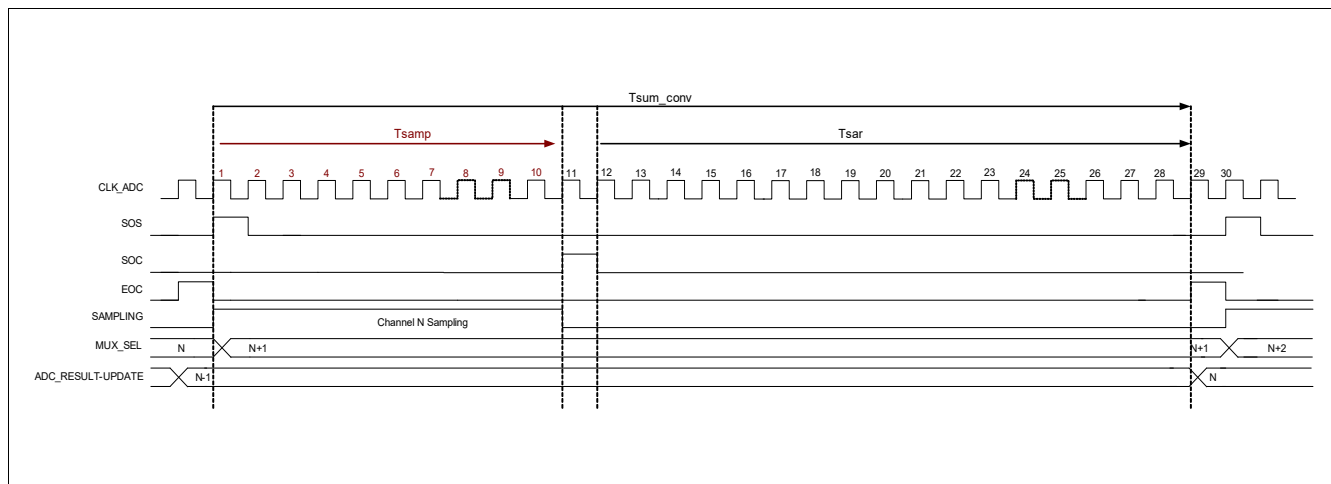 Tsum_conv
Tsamp Tsar
CLK_ADC 1 2 3 4 5 6 7 8 9 10 11 12 13 14 15 16 17 18 19 20 21 22 23 24 25 26 27 28 29 30
SOS
SOC
EOC
SAMPLING Channel N Sampling
MUX_SEL N N+1 N+1 N+2
ADC_RESULT-UPDATE N-1 N